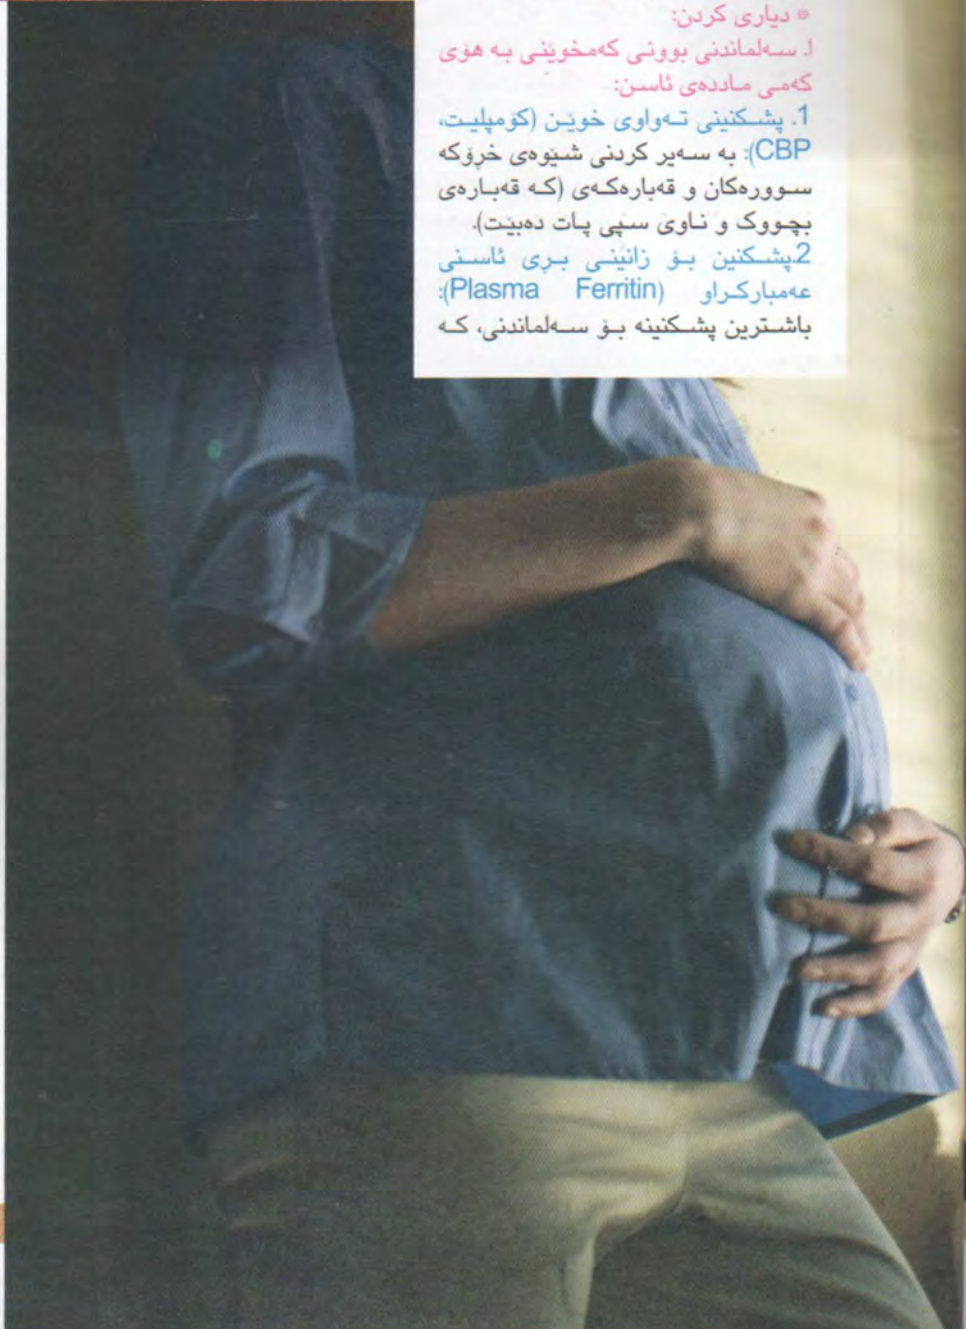 * دیاری کردن:
ا. سەلماندنی بوونی کەمخوێنی بە هۆی
کەمی ماددەی ئاسن:
1. پشکنینی تەواوی خوێن (کۆمپلیت،
CBP): بە سەیر کردنی شێوەی خرۆکە
سوورەکان و قەبارەکەی (کە قەبارەی
بچووک و ناوێ سپی پات دەبێت).
2.پشکنین بۆ زانینی بڕی ئاسنی
عەمبارکراو (Plasma Ferritin):
باشترین پشکنینە بۆ سەلماندنی، کە